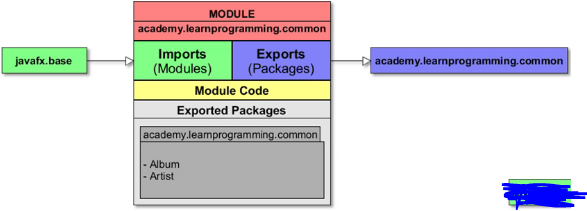 MODULE
academy.learnprogramming.common
javafx.base
Imports
(Modules)
Exports
(Packages)
academy.learnprogramming.common
Module Code
Exported Packages
academy.learnprogramming.common
- Album
- Artist